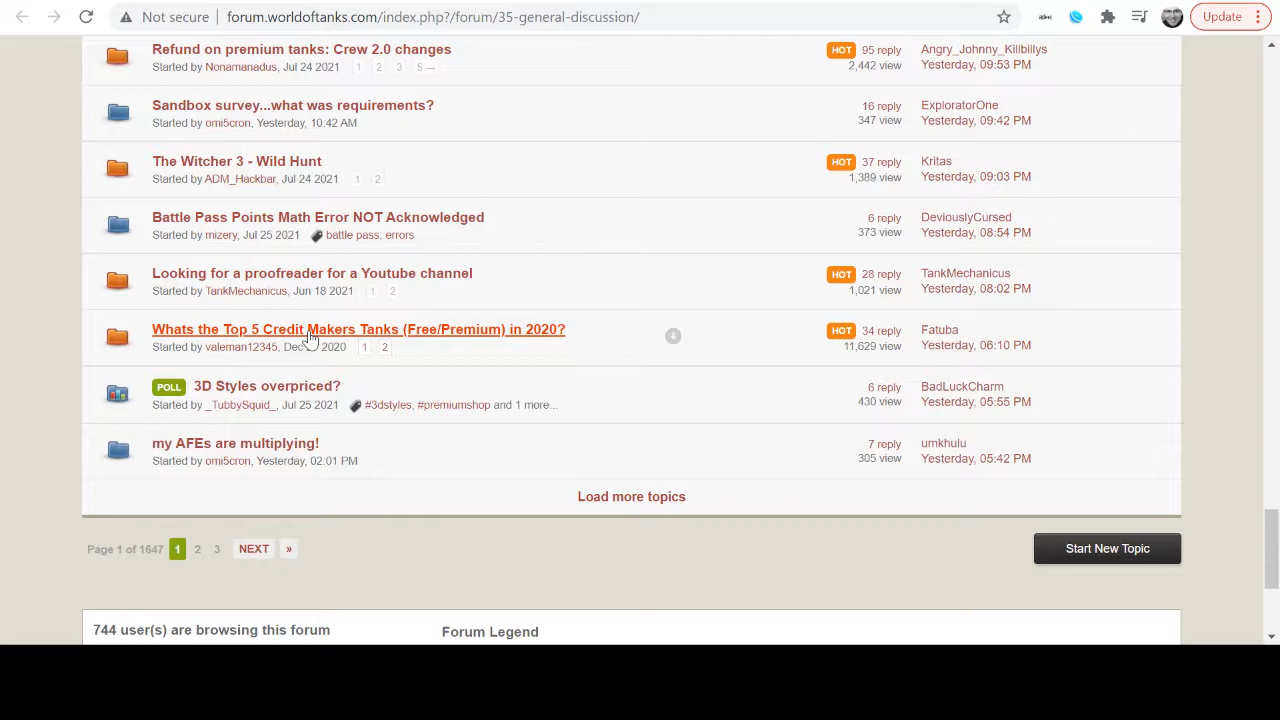 Not secure forum.worldoftanks.com/index.php?/forum/35-general-discussion/ Update
Refund on premium tanks: Crew 2.0 changes HOT 95 reply Angry_Johnny_Killbillys
Started by Nonamanadus, Jul 24 2021 1 2 3 5 → 2,442 view Yesterday, 09:53 PM
Sandbox survey...what was requirements? 16 reply ExploratorOne
Started by omi5cron, Yesterday, 10:42 AM 347 view Yesterday, 09:42 PM
The Witcher 3 - Wild Hunt HOT 37 reply Kritas
Started by ADM_Hackbar, Jul 24 2021 1 2 1,389 view Yesterday, 09:03 PM
Battle Pass Points Math Error NOT Acknowledged 6 reply DeviouslyCursed
Started by mizery, Jul 25 2021 battle pass, errors 373 view Yesterday, 08:54 PM
Looking for a proofreader for a Youtube channel HOT 28 reply TankMechanicus
Started by TankMechanicus, Jun 18 2021 1 2 1,021 view Yesterday, 08:02 PM
Whats the Top 5 Credit Makers Tanks (Free/Premium) in 2020? HOT 34 reply Fatuba
Started by valeman12345, Dec 2020 1 2 11,629 view Yesterday, 06:10 PM
POLL 3D Styles overpriced? 6 reply BadLuckCharm
Started by _TubbySquid_, Jul 25 2021 #3dstyles, #premiumshop and 1 more... 430 view Yesterday, 05:55 PM
my AFEs are multiplying! 7 reply umkhulu
Started by omi5cron, Yesterday, 02:01 PM 305 view Yesterday, 05:42 PM
Load more topics
Page 1 of 1647 1 2 3 NEXT » Start New Topic
744 user(s) are browsing this forum Forum Legend